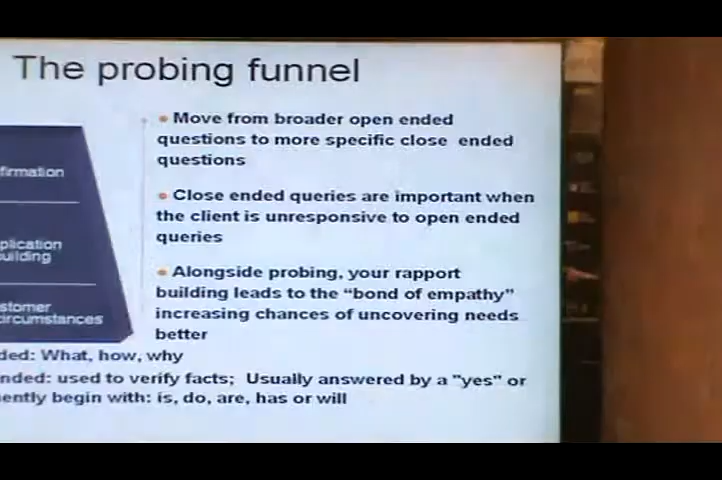 The probing funnel
• Move from broader open ended
questions to more specific close ended
questions
• Close ended queries are important when
the client is unresponsive to open ended
queries
• Alongside probing, your rapport
building leads to the “bond of empathy”
increasing chances of uncovering needs
better
firmation
plication
uilding
stomer
circumstances
ded: What, how, why
nded: used to verify facts; Usually answered by a "yes" or
ently begin with: is, do, are, has or will